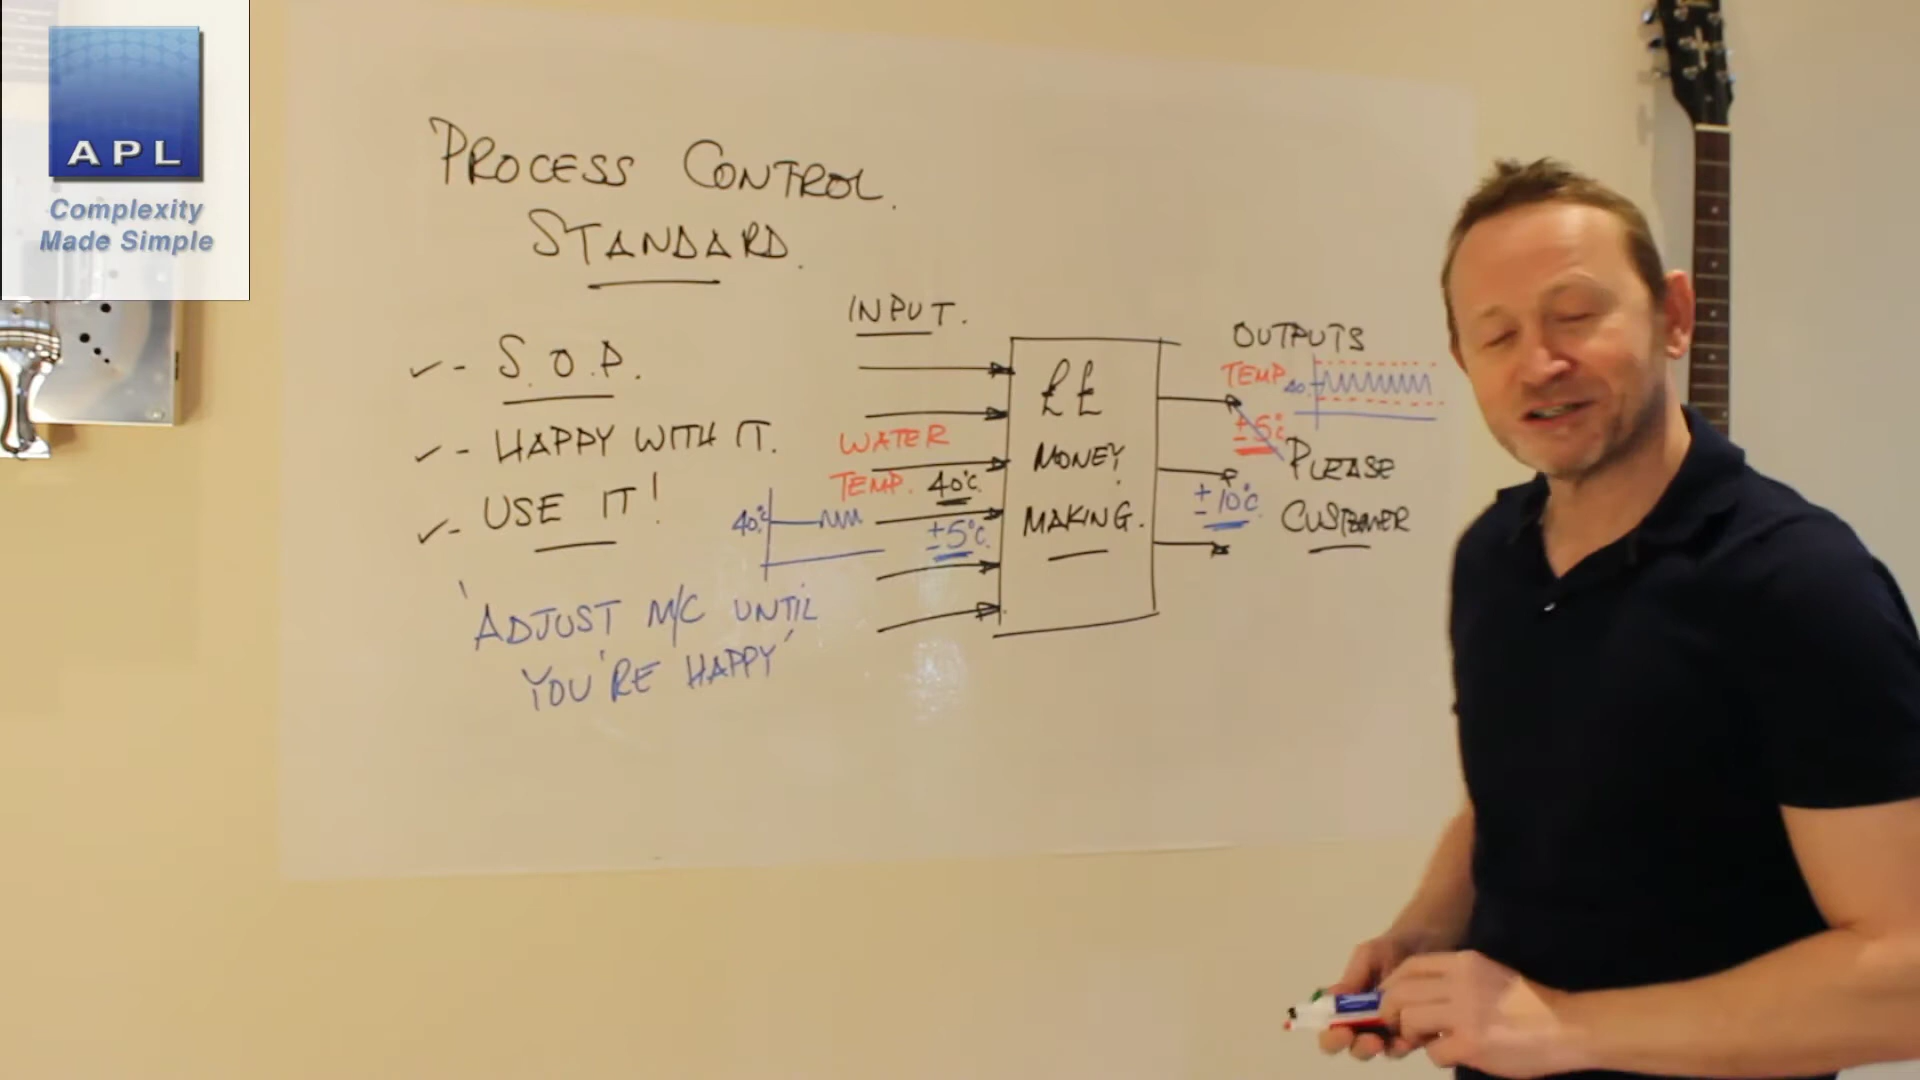 APL
Complexity
Made Simple
PROCESS CONTROL.
STANDARD.
- S.O.P.
- HAPPY WITH IT.
- USE IT!
'ADJUST M/C UNTIL
YOU'RE HAPPY'
INPUT.
WATER
TEMP. 40°C.
±5°C.
40°C
££
MONEY
MAKING.
OUTPUTS
TEMP
40
±5°C
±10°C.
PLEASE
CUSTOMER